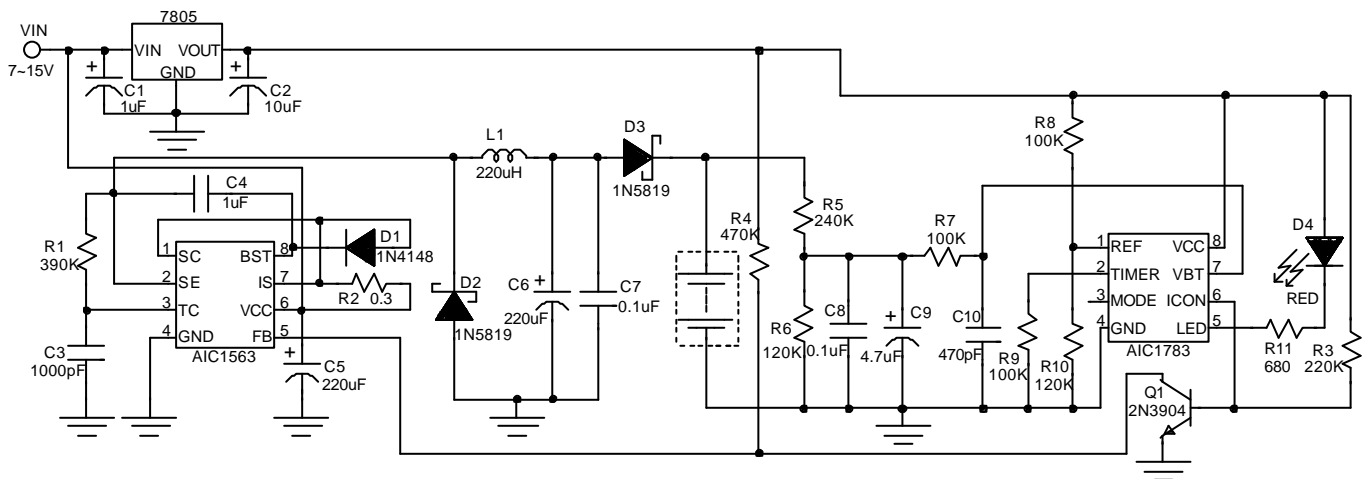 VIN
7~15V
7805
VIN VOUT
GND
C1
1uF
C2
10uF
L1
220uH
D3
1N5819
C4
1uF
R1
390K
1 SC
2 SE
3 TC
4 GND
BST 8
IS 7
VCC 6
FB 5
AIC1563
D1
1N4148
R2 0.3
C3
1000pF
C5
220uF
D2
1N5819
C6
220uF
C7
0.1uF
R4
470K
R5
240K
R6
120K
C8
0.1uF
C9
4.7uF
R7
100K
C10
470pF
R8
100K
R9
100K
R10
120K
1 REF
2 TIMER
3 MODE
4 GND
VCC 8
VBT 7
ICON 6
LED 5
AIC1783
D4
RED
R11
680
R3
220K
Q1
2N3904